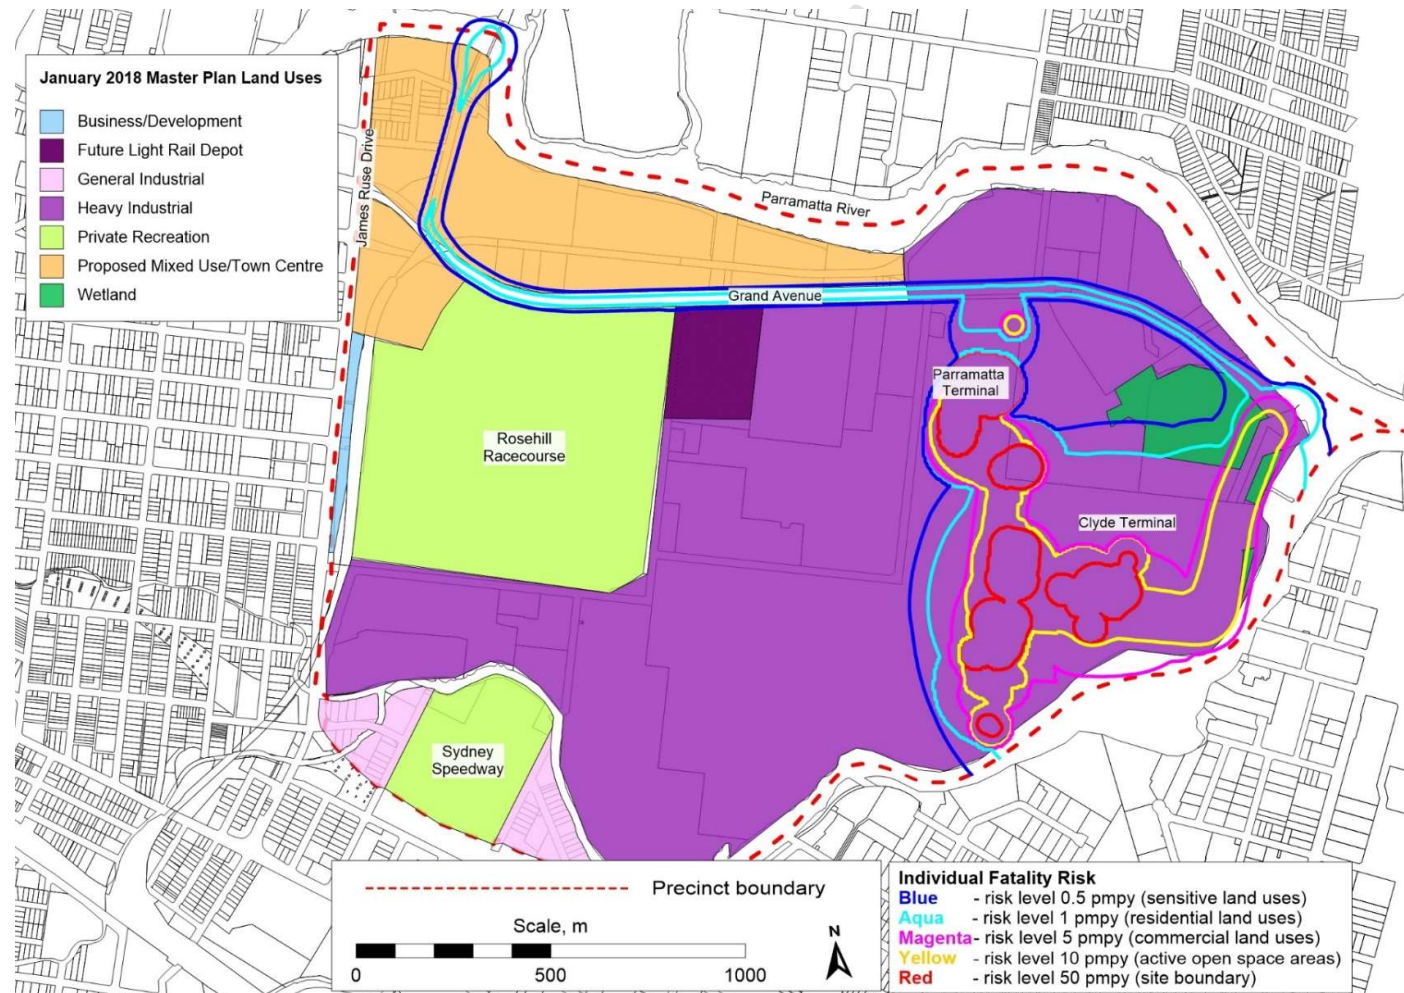 January 2018 Master Plan Land Uses
Business/Development
Future Light Rail Depot
General Industrial
Heavy Industrial
Private Recreation
Proposed Mixed Use/Town Centre
Wetland
James Ruse Drive
Parramatta River
Grand Avenue
Parramatta
Terminal
Rosehill
Racecourse
Clyde Terminal
Sydney
Speedway
Precinct boundary
Scale, m
0 500 1000
N
Individual Fatality Risk
Blue - risk level 0.5 pmpy (sensitive land uses)
Aqua - risk level 1 pmpy (residential land uses)
Magenta - risk level 5 pmpy (commercial land uses)
Yellow - risk level 10 pmpy (active open space areas)
Red - risk level 50 pmpy (site boundary)